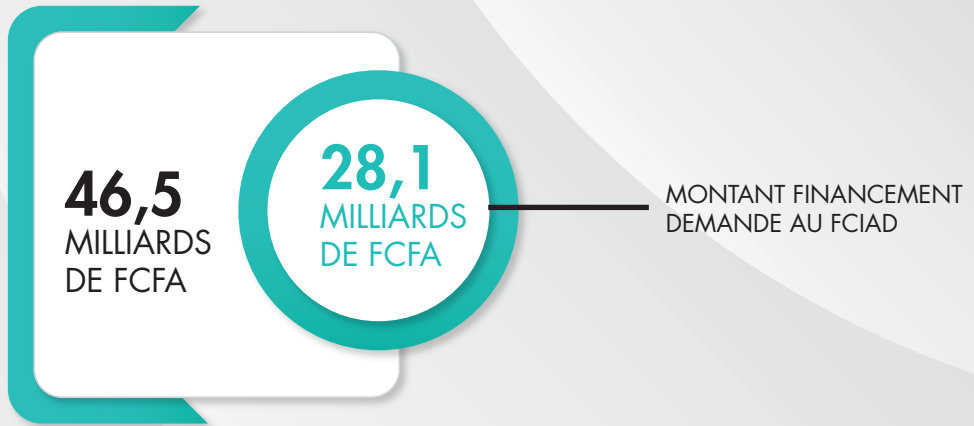 46,5
MILLIARDS
DE FCFA
28,1
MILLIARDS
DE FCFA
MONTANT FINANCEMENT
DEMANDE AU FCIAD